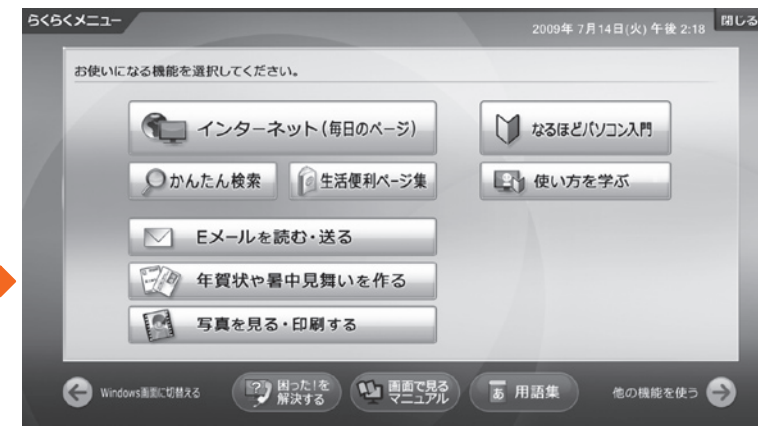 らくらくメニュー
2009年 7月14日(火) 午後 2:18
閉じる
お使いになる機能を選択してください。
インターネット(毎日のページ)
なるほどパソコン入門
かんたん検索
生活便利ページ集
使い方を学ぶ
Eメールを読む・送る
年賀状や暑中見舞いを作る
写真を見る・印刷する
Windows画面に切替える
困った!を
解決する
画面で見る
マニュアル
あ 用語集
他の機能を使う